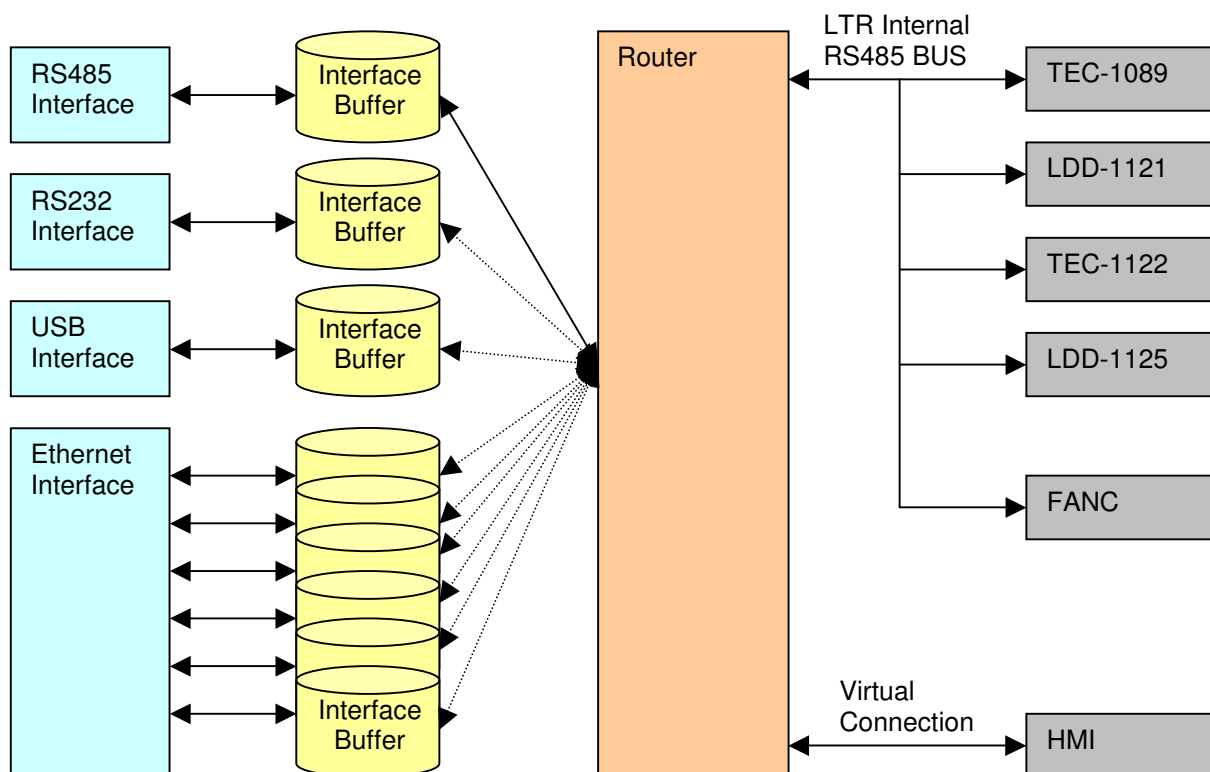 RS485
Interface
Interface
Buffer
RS232
Interface
Interface
Buffer
USB
Interface
Interface
Buffer
Ethernet
Interface
Interface
Buffer
Router
LTR Internal
RS485 BUS
TEC-1089
LDD-1121
TEC-1122
LDD-1125
FANC
Virtual
Connection
HMI